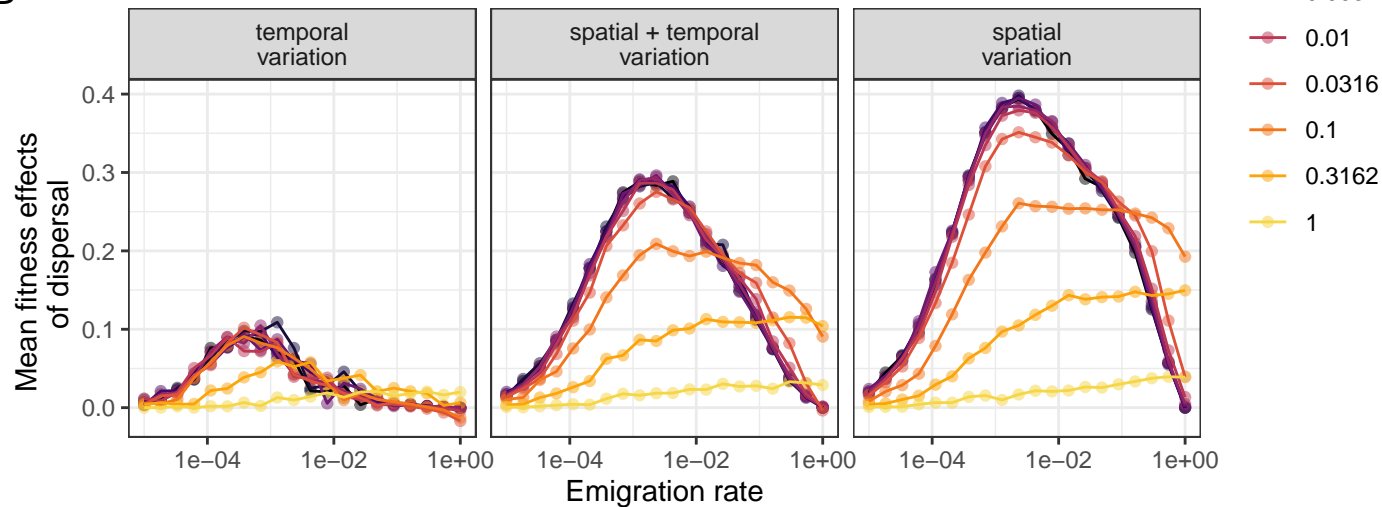 temporal
variation
spatial + temporal
variation
spatial
variation
Mean fitness effects
of dispersal
0.4
0.3
0.2
0.1
0.0
1e−04
1e−02
1e+00
1e−04
1e−02
1e+00
1e−04
1e−02
1e+00
Emigration rate
0.01
0.0316
0.1
0.3162
1